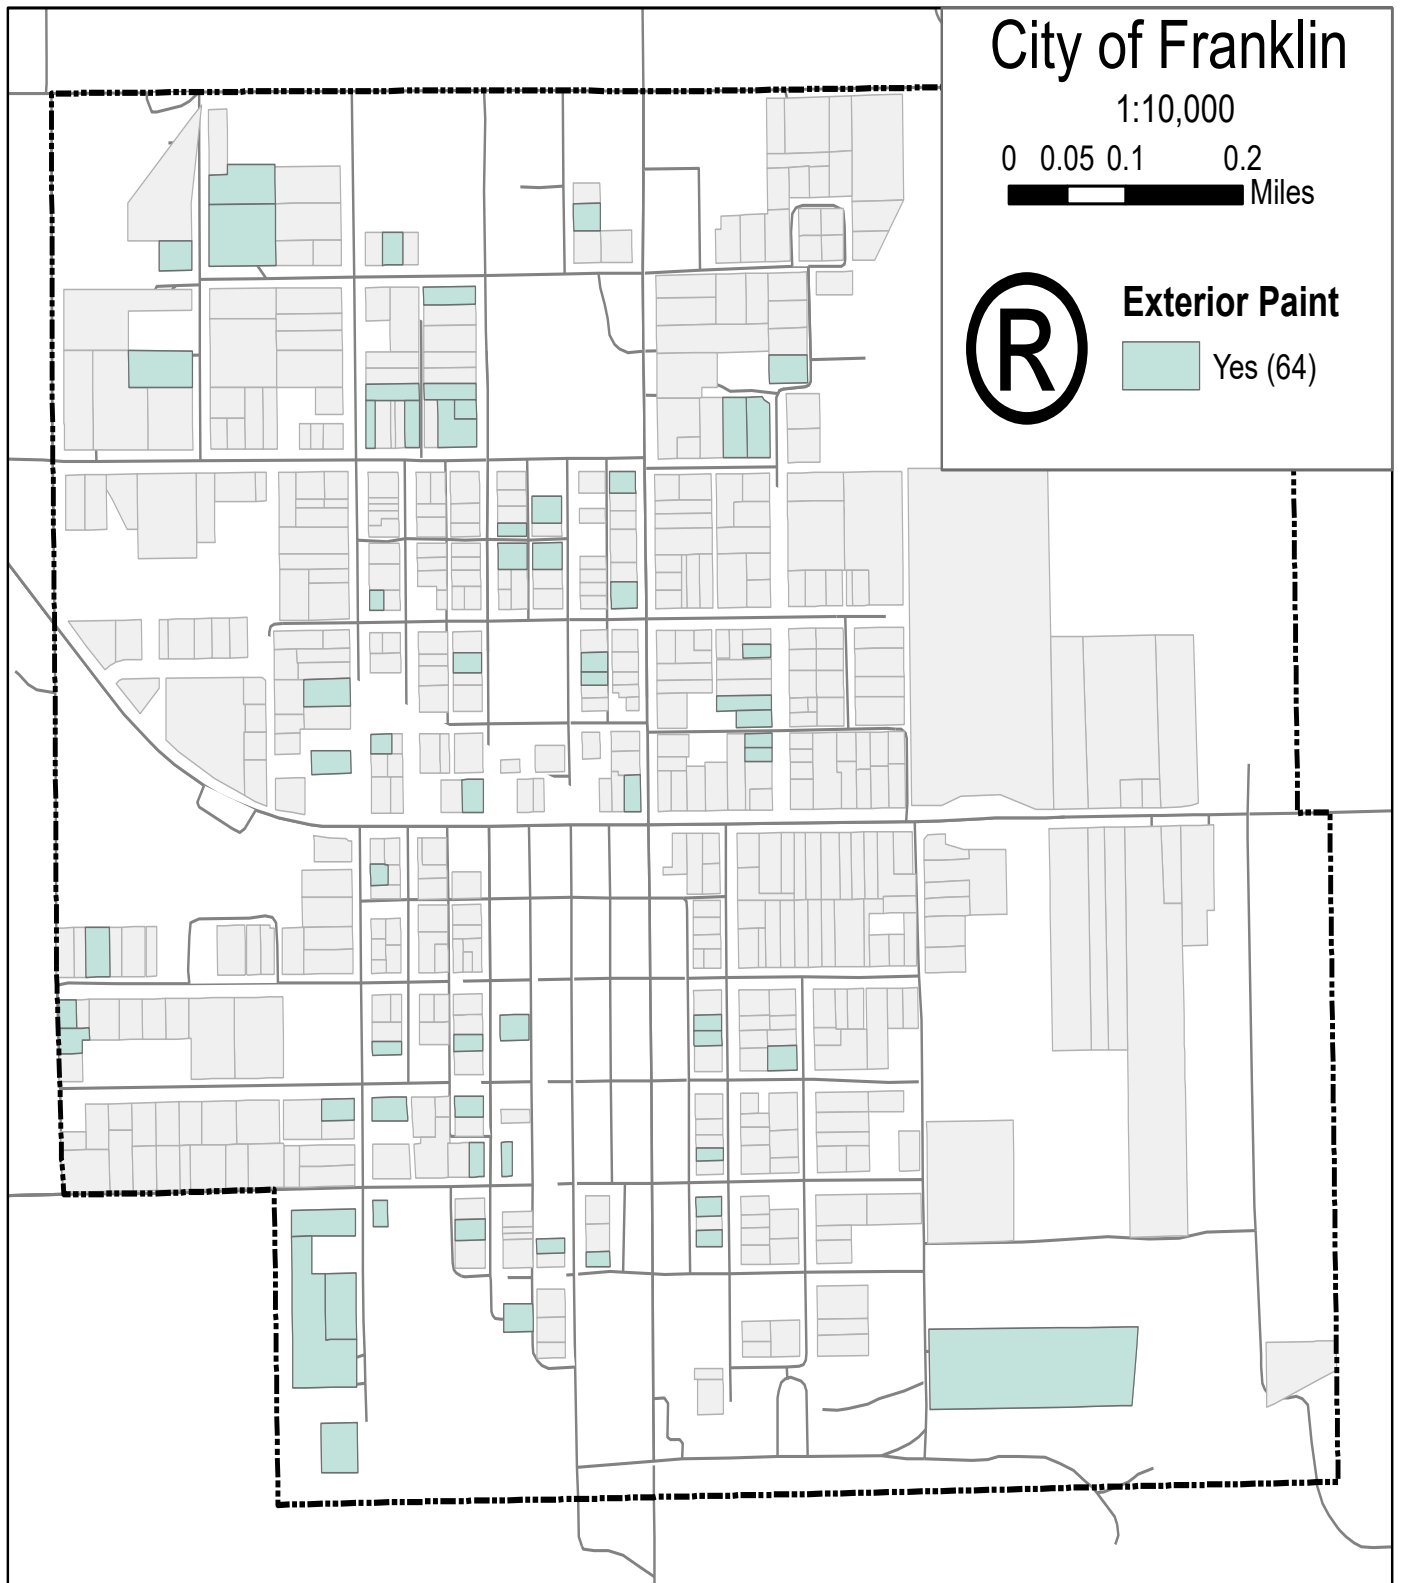 City of Franklin
1:10,000
0 0.05 0.1 0.2
Miles
R
Exterior Paint
Yes (64)